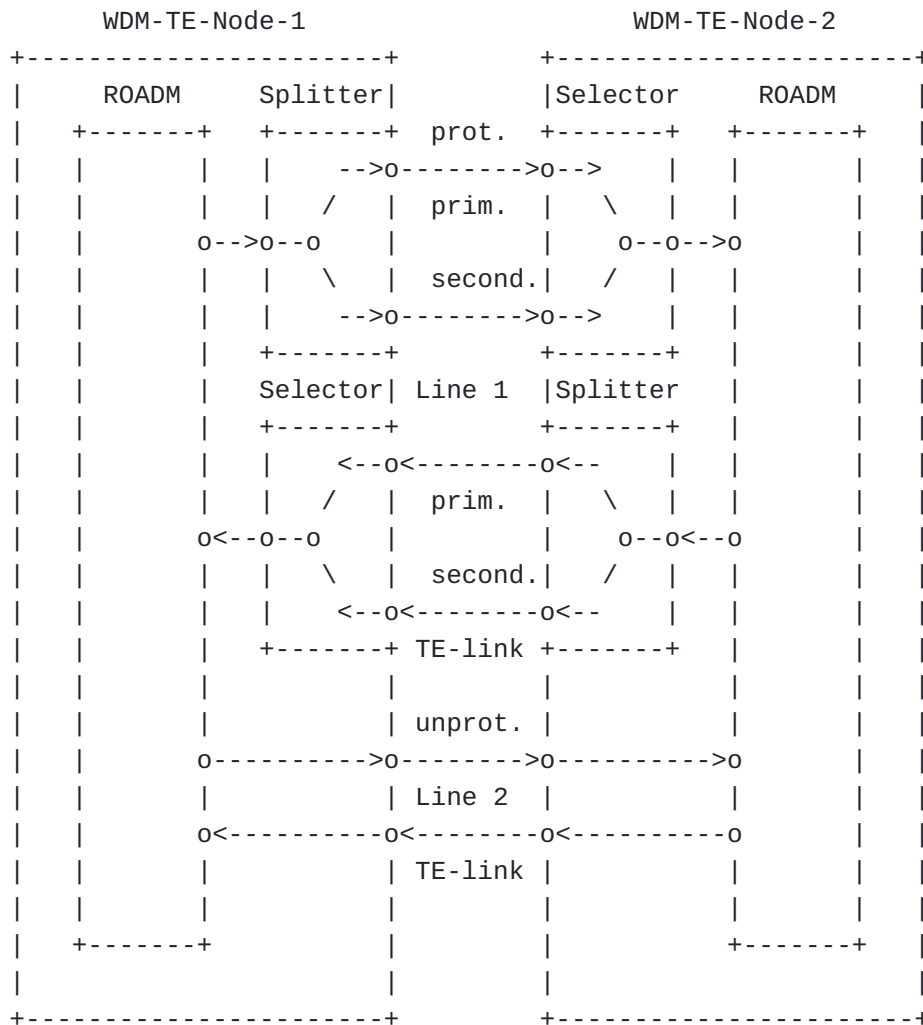 WDM-TE-Node-1 WDM-TE-Node-2
ROADM Splitter Selector ROADM
prot.
prim.
second.
Selector Line 1 Splitter
prim.
second.
TE-link
unprot.
Line 2
TE-link